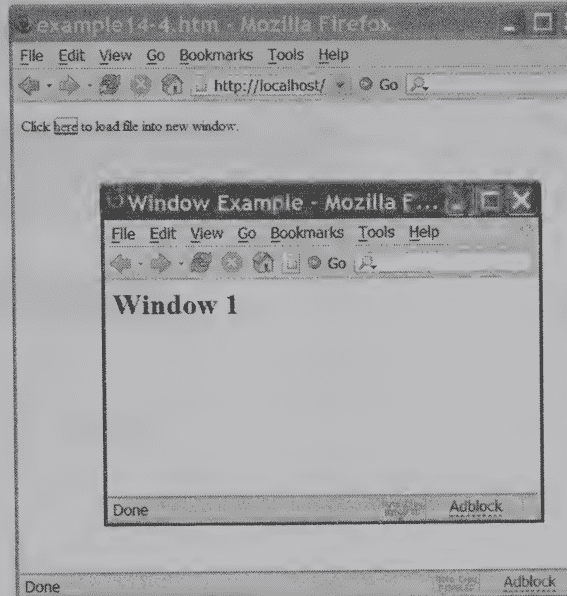 example14-4.htm - Mozilla Firefox
File Edit View Go Bookmarks Tools Help
http://localhost/ Go
Click here to load file into new window.
Window Example - Mozilla F...
File Edit View Go Bookmarks Tools Help
Go
Window 1
Done Adblock
Done Adblock